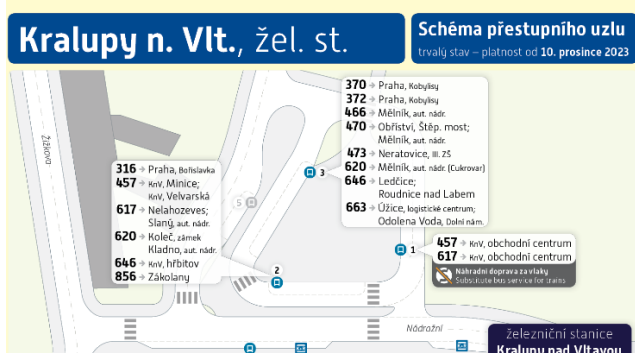 Kralupy n. Vlt., žel. st.
Schéma přestupního uzlu
trvalý stav – platnost od 10. prosince 2023
370 → Praha, Kobylisy
372 → Praha, Kobylisy
466 → Mělník, aut. nádr.
470 → Obříství, Štěp. most;
Mělník, aut. nádr.
473 → Neratovice, III. ZŠ
620 → Mělník, aut. nádr. (Cukrovar)
646 → Ledčice;
Roudnice nad Labem
663 → Úžice, logistické centrum;
Odolena Voda, Dolní nám.
3
Žižkova
316 → Praha, Bořislavka
457 → KnV, Minice;
KnV, Velvarská
617 → Nelahozeves;
Slaný, aut. nádr.
620 → Koleč, zámek
Kladno, aut. nádr.
646 → KnV, hřbitov
856 → Zákolany
5
2
1
457 → KnV, obchodní centrum
617 → KnV, obchodní centrum
Náhradní doprava za vlaky
Substitute bus service for trains
Nádražní
železniční stanice
Kralupy nad Vltavou